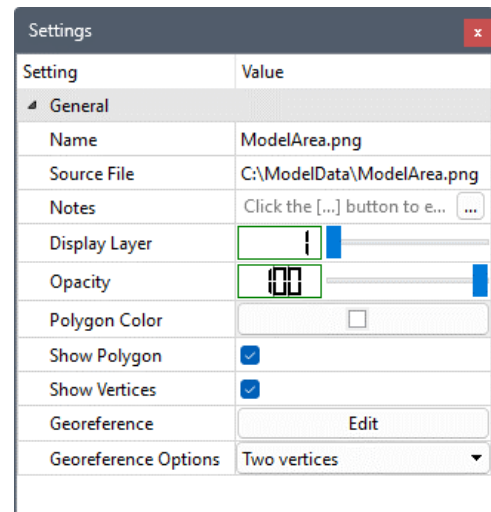 Settings
x
Setting Value
General
Name ModelArea.png
Source File C:\ModelData\ModelArea.png
Notes Click the [...] button to e... ...
Display Layer 1
Opacity 100
Polygon Color
Show Polygon
Show Vertices
Georeference Edit
Georeference Options Two vertices